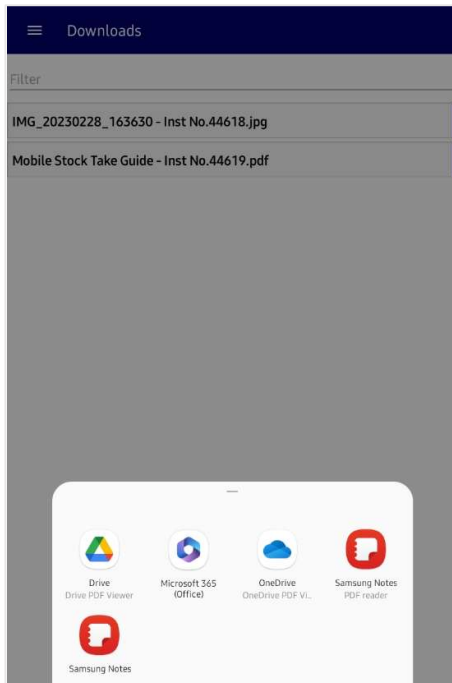 Downloads
Filter
IMG_20230228_163630 - Inst No.44618.jpg
Mobile Stock Take Guide - Inst No.44619.pdf
Drive
Drive PDF Viewer
Microsoft 365
(Office)
OneDrive
OneDrive PDF Vi...
Samsung Notes
PDF reader
Samsung Notes